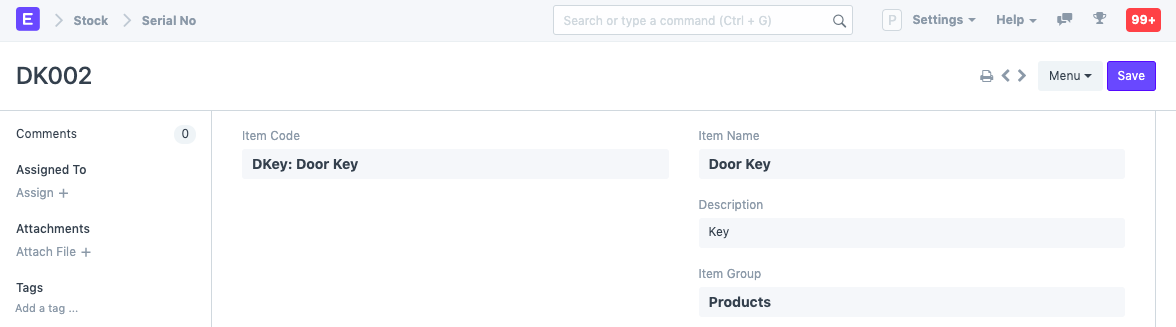 E Stock Serial No Search or type a command (Ctrl + G) P Settings Help 99+
DK002 Menu Save
Comments 0
Assigned To
Assign +
Attachments
Attach File +
Tags
Add a tag ...
Item Code
DKey: Door Key
Item Name
Door Key
Description
Key
Item Group
Products